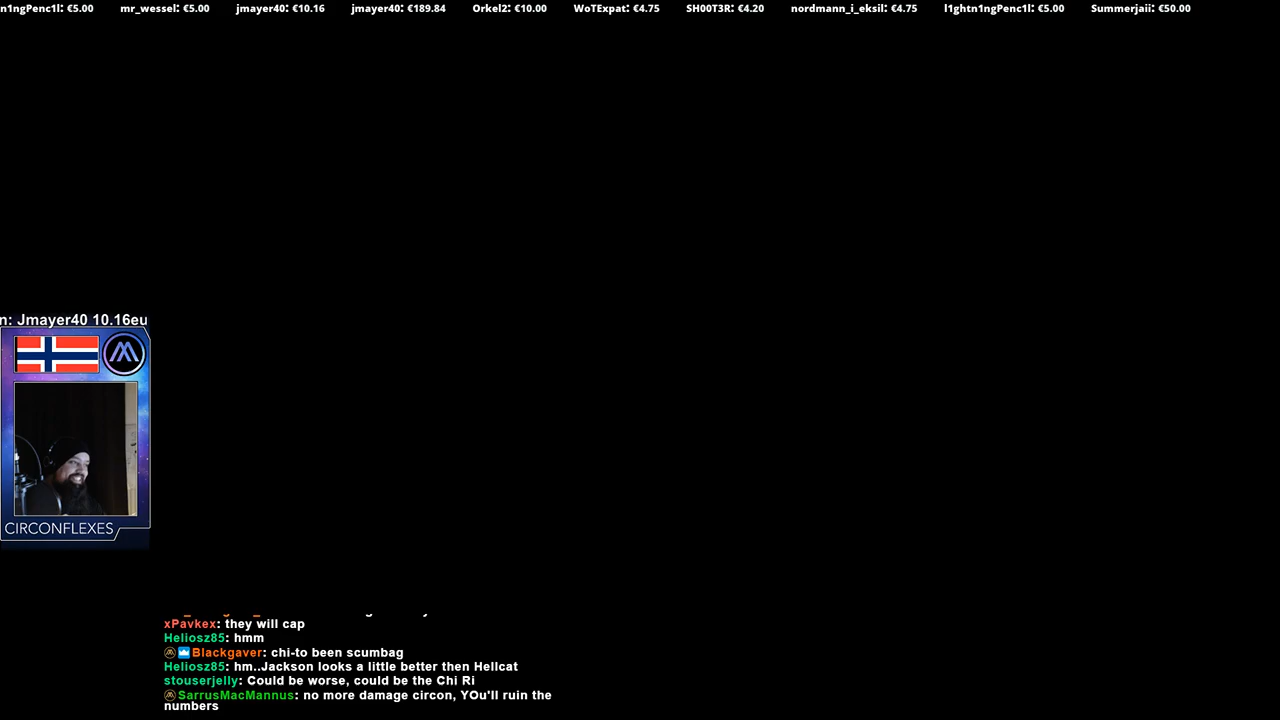 n1ngPenc1l: €5.00 mr_wessel: €5.00 jmayer40: €10.16 jmayer40: €189.84 Orkel2: €10.00 WoTExpat: €4.75 SH00T3R: €4.20 nordmann_i_eksil: €4.75 l1ghtn1ngPenc1l: €5.00 Summerjaii: €50.00
n: Jmayer40 10.16eu
CIRCONFLEXES
xPavkex: they will cap
Heliosz85: hmm
Blackgaver: chi-to been scumbag
Heliosz85: hm..Jackson looks a little better then Hellcat
stouserjelly: Could be worse, could be the Chi Ri
SarrusMacMannus: no more damage circon, YOu'll ruin the
numbers